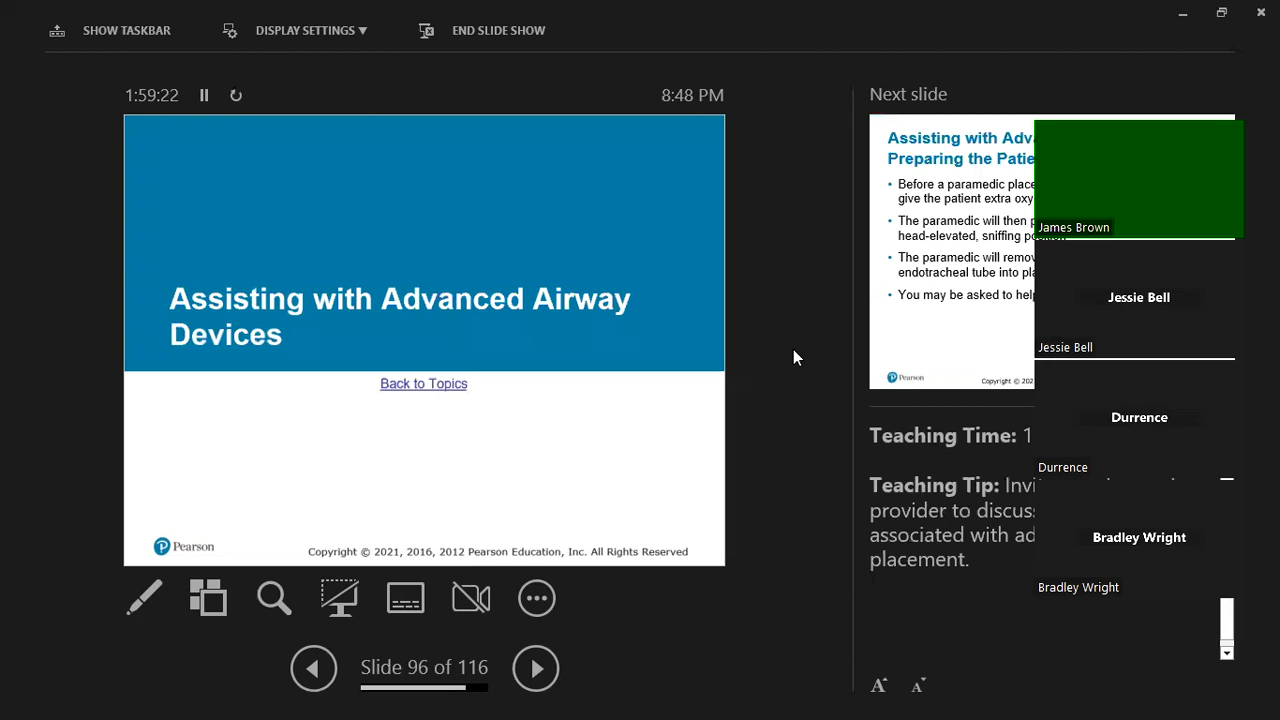 SHOW TASKBAR
DISPLAY SETTINGS ▼
END SLIDE SHOW
1:59:22
8:48 PM
Assisting with Advanced Airway
Devices
Back to Topics
Pearson
Copyright © 2021, 2016, 2012 Pearson Education, Inc. All Rights Reserved
Slide 96 of 116
Next slide
Assisting with Adv
Preparing the Patie
• Before a paramedic place
give the patient extra oxy
• The paramedic will then p
head-elevated, sniffing position
• The paramedic will remov
endotracheal tube into pla
• You may be asked to hel
Pearson
Copyright © 202
Teaching Time: 1
Teaching Tip: Invi
provider to discus
associated with ad
placement.
James Brown
Jessie Bell
Jessie Bell
Durrence
Durrence
Bradley Wright
Bradley Wright
A A